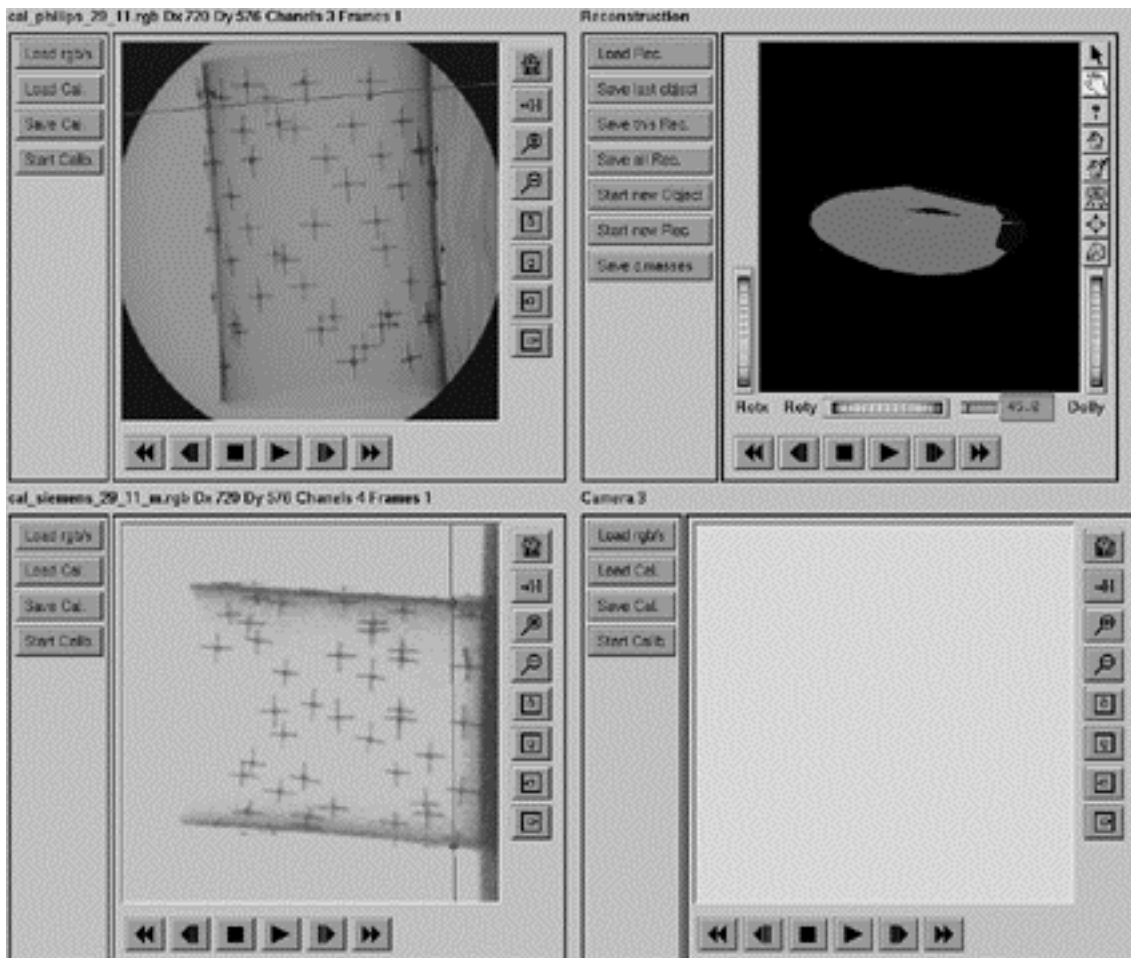 cal_philips_29_11.rgb Dx 720 Dy 576 Chanels 3 Frames 1
Load rgb/s
Load Cal.
Save Cal.
Start Calib.
Reconstruction
Load Rec.
Save last object
Save this Rec.
Save all Rec.
Start new Object
Start new Rec.
Save c.masses
Rotx Roty 45.0 Dolly
cal_siemens_29_11_m.rgb Dx 720 Dy 576 Chanels 4 Frames 1
Load rgb/s
Load Cal.
Save Cal.
Start Calib.
Camera 3
Load rgb/s
Load Cal.
Save Cal.
Start Calib.